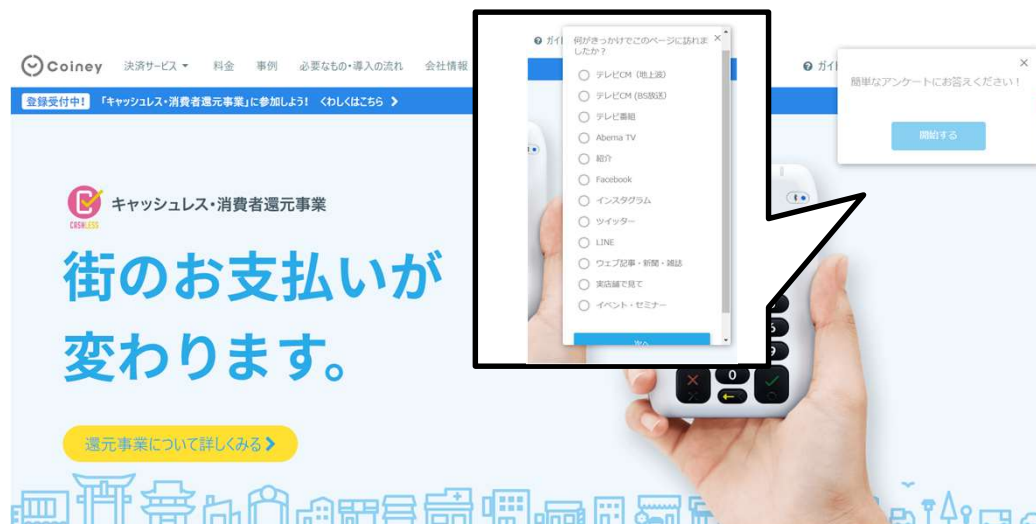 Coiney
決済サービス
料金
事例
必要なもの・導入の流れ
会社情報
登録受付中!
「キャッシュレス・消費者還元事業」に参加しよう! くわしくはこちら
CASHLESS
キャッシュレス・消費者還元事業
街のお支払いが
変わります。
還元事業について詳しくみる
何がきっかけでこのページに訪れま
したか?
テレビCM(地上波)
テレビCM (BS放送)
テレビ番組
Abema TV
紹介
Facebook
インスタグラム
ツイッター
LINE
ウェブ記事・新聞・雑誌
実店舗で見て
イベント・セミナー
次へ
簡単なアンケートにお答えください!
開始する
0